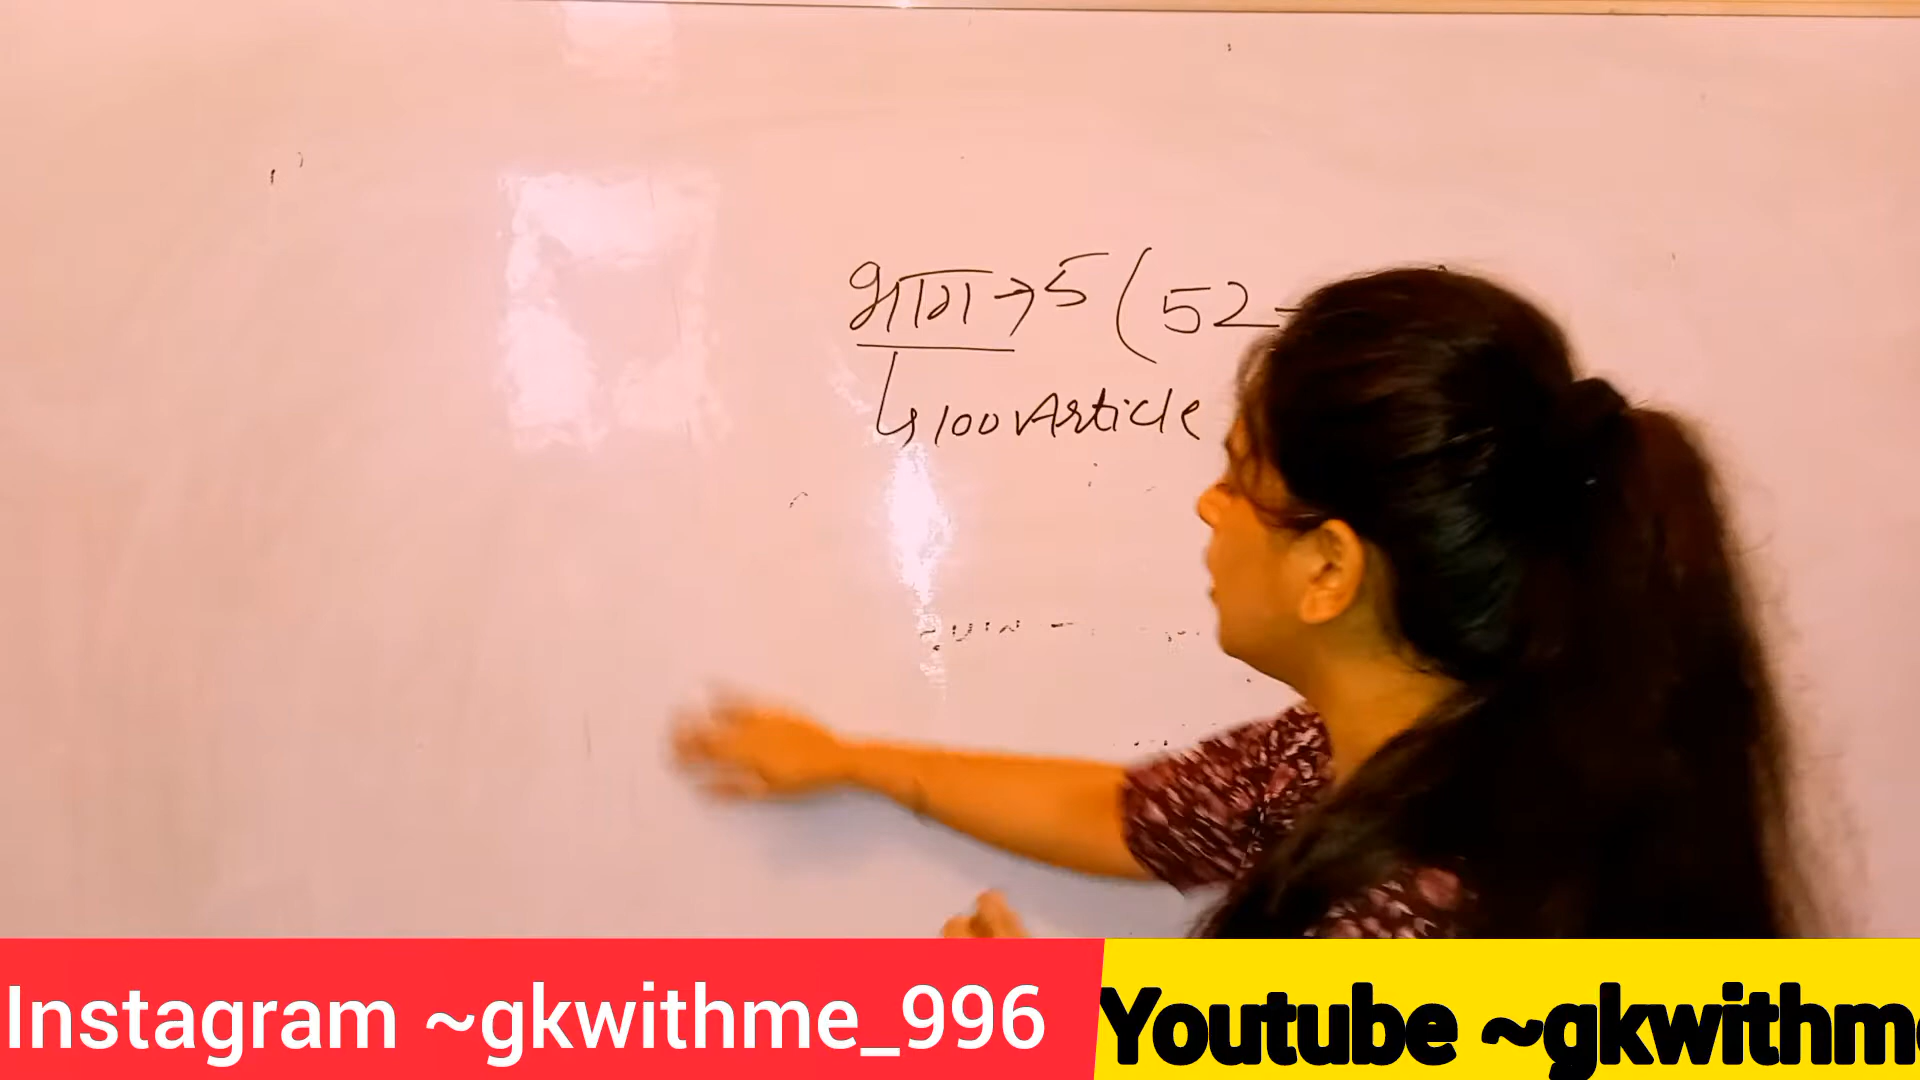 भाग → 5 ( 52 -
↳ 100 Article
Instagram ~gkwithme_996
Youtube ~gkwithme